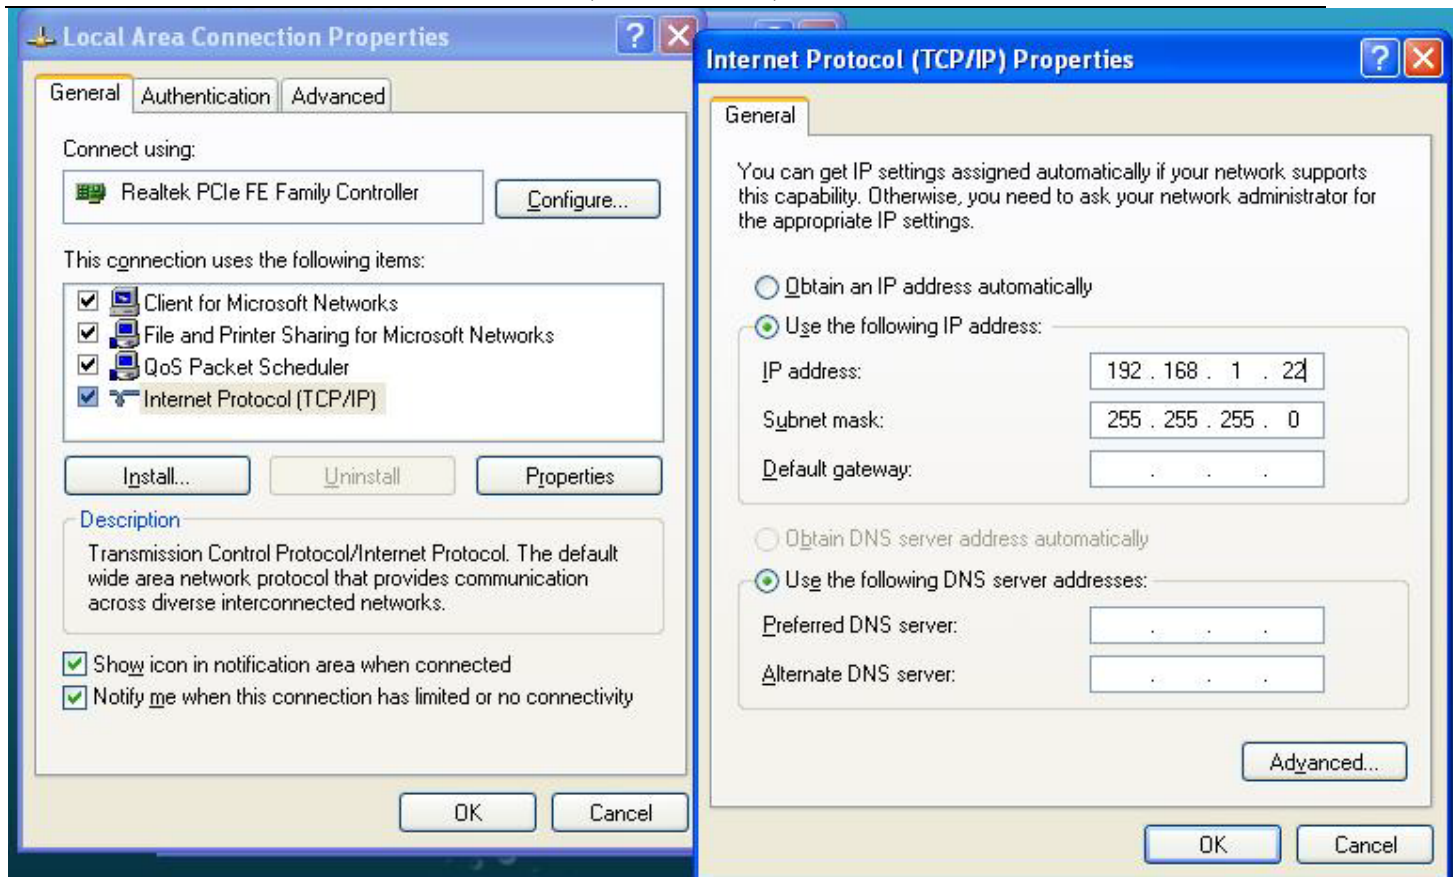 Local Area Connection Properties
General
Authentication
Advanced
Connect using:
Realtek PCIe FE Family Controller
Configure...
This connection uses the following items:
Client for Microsoft Networks
File and Printer Sharing for Microsoft Networks
QoS Packet Scheduler
Internet Protocol (TCP/IP)
Install...
Uninstall
Properties
Description
Transmission Control Protocol/Internet Protocol. The default
wide area network protocol that provides communication
across diverse interconnected networks.
Show icon in notification area when connected
Notify me when this connection has limited or no connectivity
OK
Cancel
Internet Protocol (TCP/IP) Properties
General
You can get IP settings assigned automatically if your network supports
this capability. Otherwise, you need to ask your network administrator for
the appropriate IP settings.
Obtain an IP address automatically
Use the following IP address:
IP address:
192 . 168 . 1 . 22
Subnet mask:
255 . 255 . 255 . 0
Default gateway:
. . .
Obtain DNS server address automatically
Use the following DNS server addresses:
Preferred DNS server:
. . .
Alternate DNS server:
. . .
Advanced...
OK
Cancel